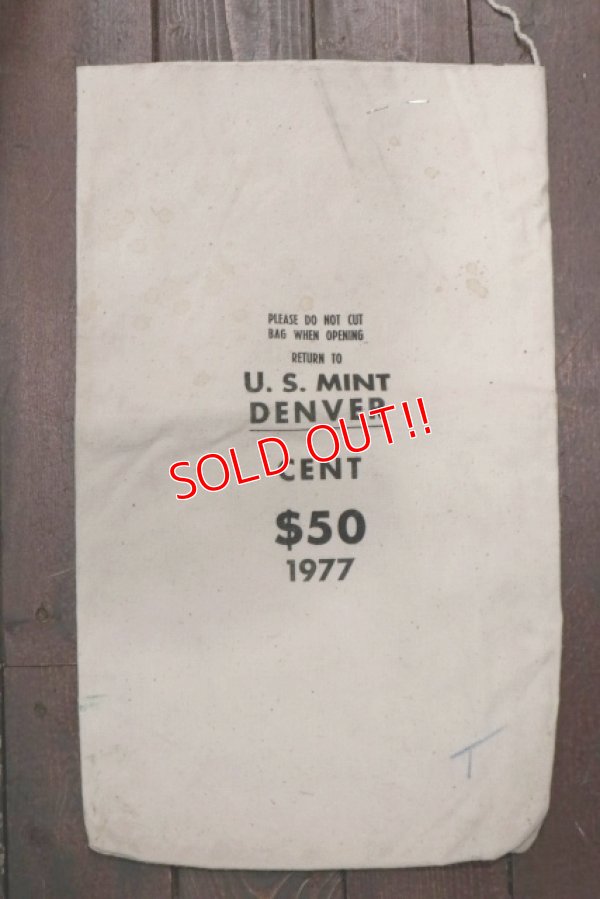 PLEASE DO NOT CUT
BAG WHEN OPENING
RETURN TO
U. S. MINT
DENVER
SOLD OUT!!
CENT
$50
1977
T